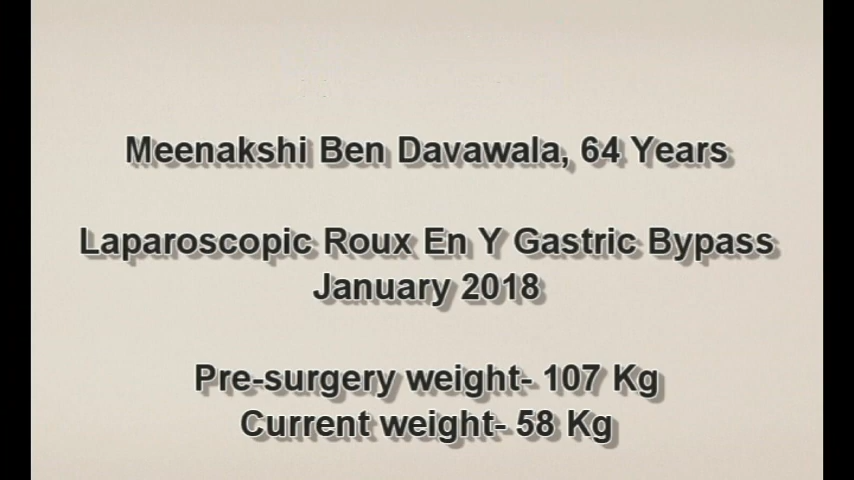 Meenakshi Ben Davawala, 64 Years
Laparoscopic Roux En Y Gastric Bypass
January 2018
Pre-surgery weight- 107 Kg
Current weight- 58 Kg